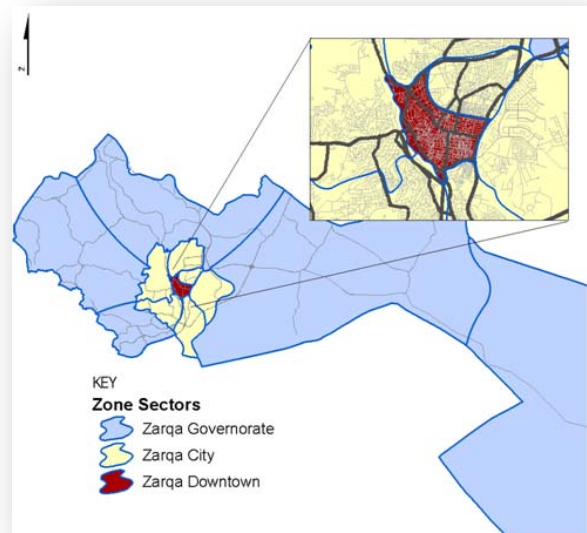 z
KEY
Zone Sectors
Zarqa Governorate
Zarqa City
Zarqa Downtown